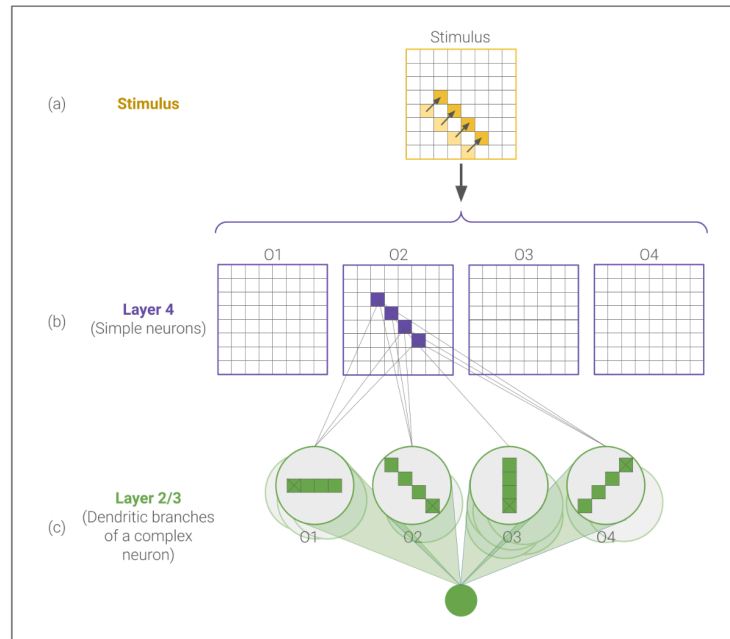 Stimulus
(a) Stimulus
O1 O2 O3 O4
(b) Layer 4
(Simple neurons)
Layer 2/3
(c) (Dendritic branches
of a complex
neuron)
O1 O2 O3 O4